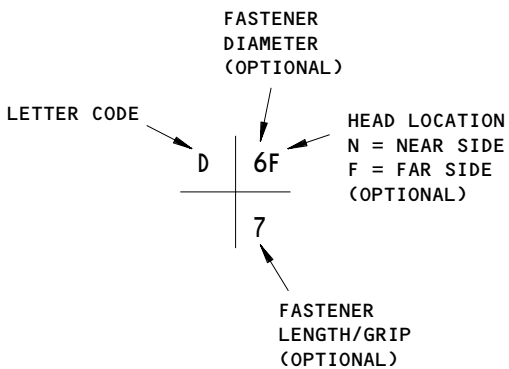 FASTENER
DIAMETER
(OPTIONAL)
LETTER CODE
HEAD LOCATION
N = NEAR SIDE
F = FAR SIDE
(OPTIONAL)
D 6F
7
FASTENER
LENGTH/GRIP
(OPTIONAL)